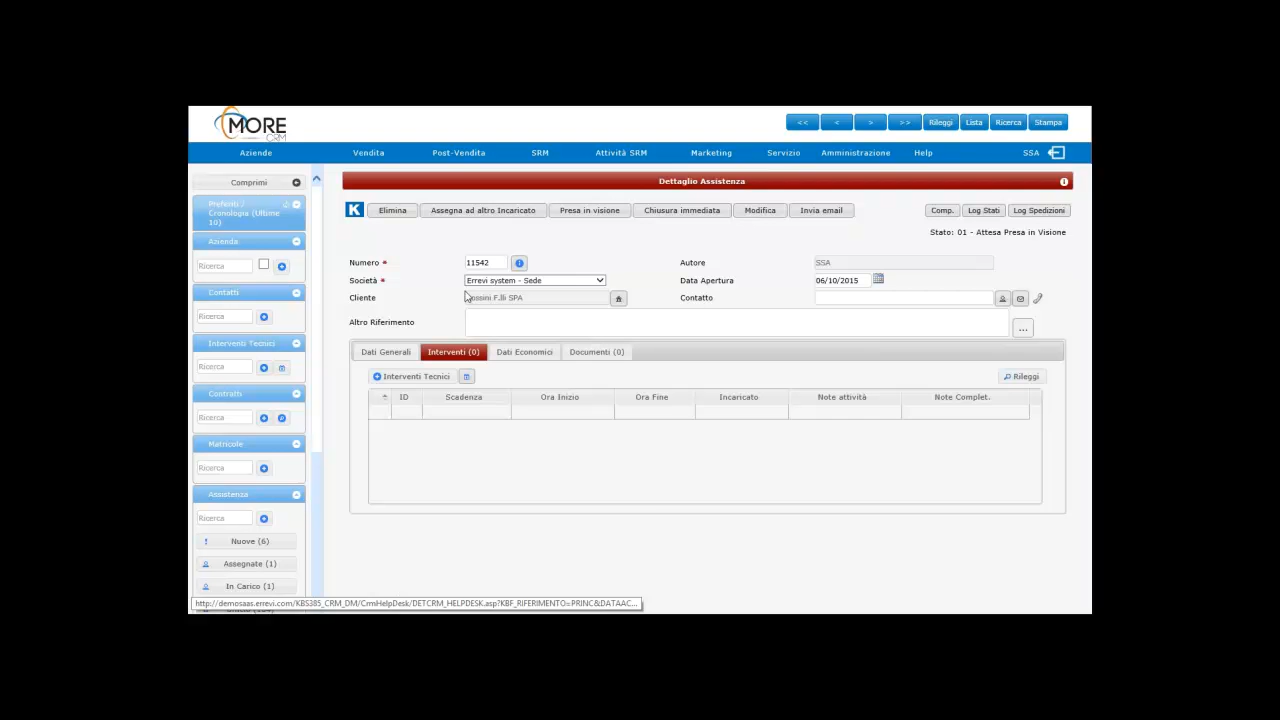 MORE
CRM
<< < > >> Rileggi Lista Ricerca Stampa
Aziende Vendita Post-Vendita SRM Attività SRM Marketing Servizio Amministrazione Help SSA
Comprimi
Preferiti /
Cronologia (Ultime
10)
Azienda
Ricerca
Contatti
Ricerca
Interventi Tecnici
Ricerca
Contratti
Ricerca
Matricole
Ricerca
Assistenza
Ricerca
Nuove (6)
Assegnate (1)
In Carico (1)
Dettaglio Assistenza
K Elimina Assegna ad altro Incaricato Presa in visione Chiusura immediata Modifica Invia email Comp. Log Stati Log Spedizioni
Stato: 01 - Attesa Presa in Visione
Numero * 11542 Autore SSA
Società * Errevi system - Sede Data Apertura 06/10/2015
Cliente F.lli SPA Contatto
Altro Riferimento ...
Dati Generali Interventi (0) Dati Economici Documenti (0)
Interventi Tecnici Rileggi
ID Scadenza Ora Inizio Ora Fine Incaricato Note attività Note Complet.
http://demosaas.errevi.com/KBS385_CRM_DM/CrmHelpDesk/DETCRM_HELPDESK.asp?KBF_RIFERIMENTO=PRINC&DATAAC...